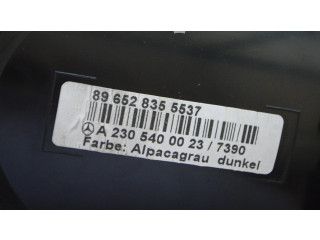 89 652 835 5537
A 230 540 00 23 / 7390
Farbe: Alpacagrau dunkel